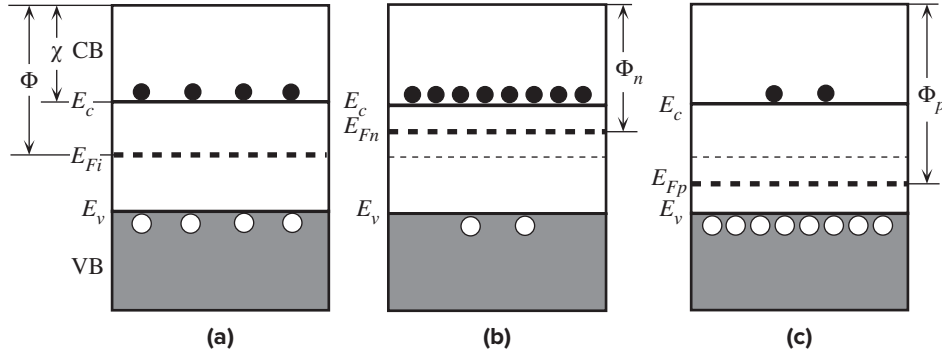 χ
CB
Φ
E_c
E_Fi
E_v
VB
(a)
Φ_n
E_c
E_Fn
E_v
(b)
Φ_p
E_c
E_Fp
E_v
(c)